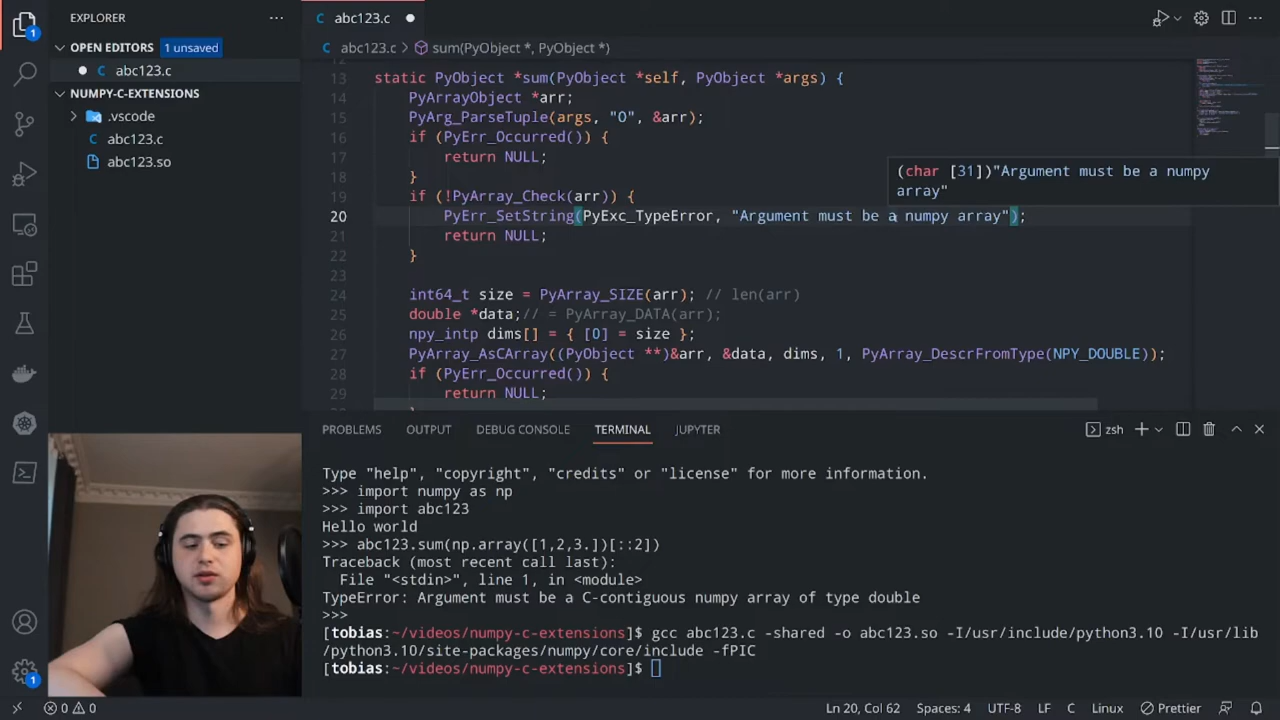 EXPLORER
abc123.c
OPEN EDITORS 1 unsaved
abc123.c
NUMPY-C-EXTENSIONS
.vscode
abc123.c
abc123.so
1
1
abc123.c > sum(PyObject *, PyObject *)
13 static PyObject *sum(PyObject *self, PyObject *args) {
14 PyArrayObject *arr;
15 PyArg_ParseTuple(args, "O", &arr);
16 if (PyErr_Occurred()) {
17 return NULL;
18 }
19 if (!PyArray_Check(arr)) {
20 PyErr_SetString(PyExc_TypeError, "Argument must be a numpy array");
21 return NULL;
22 }
23
24 int64_t size = PyArray_SIZE(arr); // len(arr)
25 double *data;// = PyArray_DATA(arr);
26 npy_intp dims[] = { [0] = size };
27 PyArray_AsCArray((PyObject **)&arr, &data, dims, 1, PyArray_DescrFromType(NPY_DOUBLE));
28 if (PyErr_Occurred()) {
29 return NULL;
(char [31])"Argument must be a numpy
array"
PROBLEMS OUTPUT DEBUG CONSOLE TERMINAL JUPYTER zsh
Type "help", "copyright", "credits" or "license" for more information.
>>> import numpy as np
>>> import abc123
Hello world
>>> abc123.sum(np.array([1,2,3.])[::2])
Traceback (most recent call last):
File "<stdin>", line 1, in <module>
TypeError: Argument must be a C-contiguous numpy array of type double
>>>
[tobias:~/videos/numpy-c-extensions]$ gcc abc123.c -shared -o abc123.so -I/usr/include/python3.10 -I/usr/lib
/python3.10/site-packages/numpy/core/include -fPIC
[tobias:~/videos/numpy-c-extensions]$
0 0 Ln 20, Col 62 Spaces: 4 UTF-8 LF C Linux Prettier